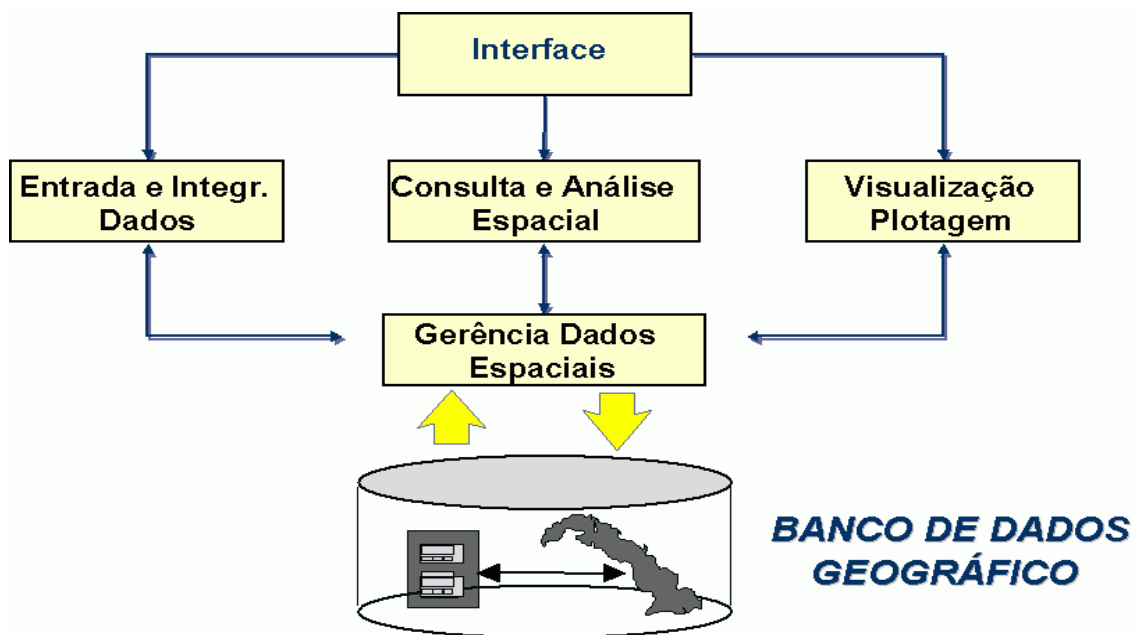 Interface
Entrada e Integr.
Dados
Consulta e Análise
Espacial
Visualização
Plotagem
Gerência Dados
Espaciais
BANCO DE DADOS
GEOGRÁFICO